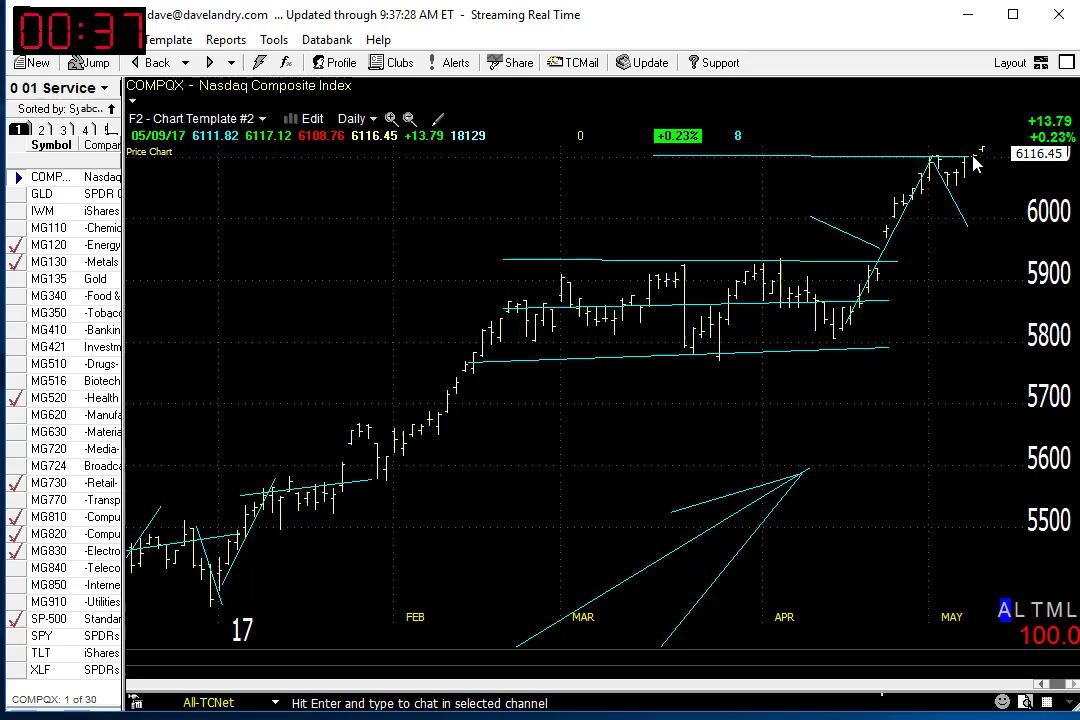 00:37
dave@davelandry.com ... Updated through 9:37:28 AM ET - Streaming Real Time
Template Reports Tools Databank Help
New Jump Back Profile Clubs Alerts Share TCMail Update Support Layout
0 01 Service
COMPQX - Nasdaq Composite Index
Sorted by: Symbol
F2 - Chart Template #2 Edit Daily
1 2 3 4
05/09/17 6111.82 6117.12 6108.76 6116.45 +13.79 18129 0 +0.23% 8
+13.79
+0.23%
Symbol Compar
Price Chart
6116.45
COMP... Nasdaq
GLD SPDR
IWM iShares
MG110 -Chemic
MG120 -Energy
MG130 -Metals
MG135 Gold
MG340 -Food &
MG350 -Tobacc
MG410 -Bankin
MG421 Investm
MG510 -Drugs-
MG516 Biotech
MG520 -Health
MG620 -Manufa
MG630 -Materia
MG720 -Media-
MG724 Broadca
MG730 -Retail-
MG770 -Transp
MG810 -Compu
MG820 -Compu
MG830 -Electro
MG840 -Teleco
MG850 -Interne
MG910 -Utilities
SP-500 Standar
SPY SPDRs
TLT iShares
XLF SPDRs
6000
5900
5800
5700
5600
5500
17 FEB MAR APR MAY
A L T M L
100.0
COMPQX: 1 of 30
All-TCNet Hit Enter and type to chat in selected channel